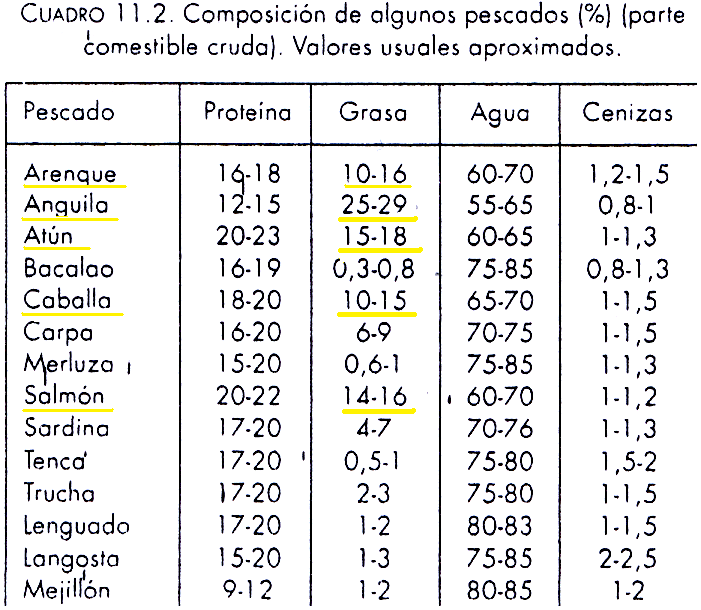 CUADRO 11.2. Composición de algunos pescados (%) (parte
comestible cruda). Valores usuales aproximados.
Pescado Proteína Grasa Agua Cenizas
Arenque 16-18 10-16 60-70 1,2-1,5
Anguila 12-15 25-29 55-65 0,8-1
Atún 20-23 15-18 60-65 1-1,3
Bacalao 16-19 0,3-0,8 75-85 0,8-1,3
Caballa 18-20 10-15 65-70 1-1,5
Carpa 16-20 6-9 70-75 1-1,5
Merluza 15-20 0,6-1 75-85 1-1,3
Salmón 20-22 14-16 60-70 1-1,2
Sardina 17-20 4-7 70-76 1-1,3
Tenca 17-20 0,5-1 75-80 1,5-2
Trucha 17-20 2-3 75-80 1-1,5
Lenguado 17-20 1-2 80-83 1-1,5
Langosta 15-20 1-3 75-85 2-2,5
Mejillón 9-12 1-2 80-85 1-2